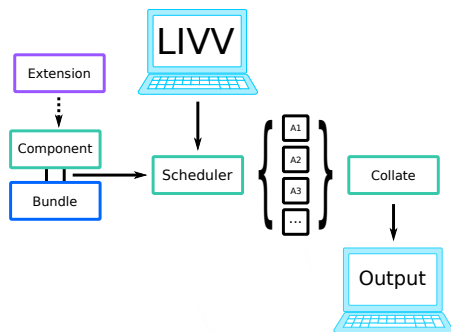 LIVV
Extension
Component
Bundle
Scheduler
A1
A2
A3
...
Collate
Output